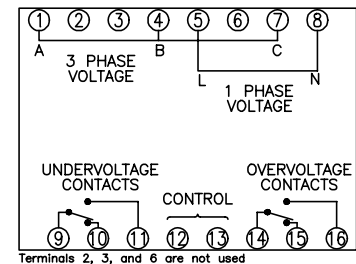 1 2 3 4 5 6 7 8
A B C
3 PHASE
VOLTAGE
L N
1 PHASE
VOLTAGE
UNDERVOLTAGE
CONTACTS
CONTROL
OVERVOLTAGE
CONTACTS
9 10 11 12 13 14 15 16
Terminals 2, 3, and 6 are not used